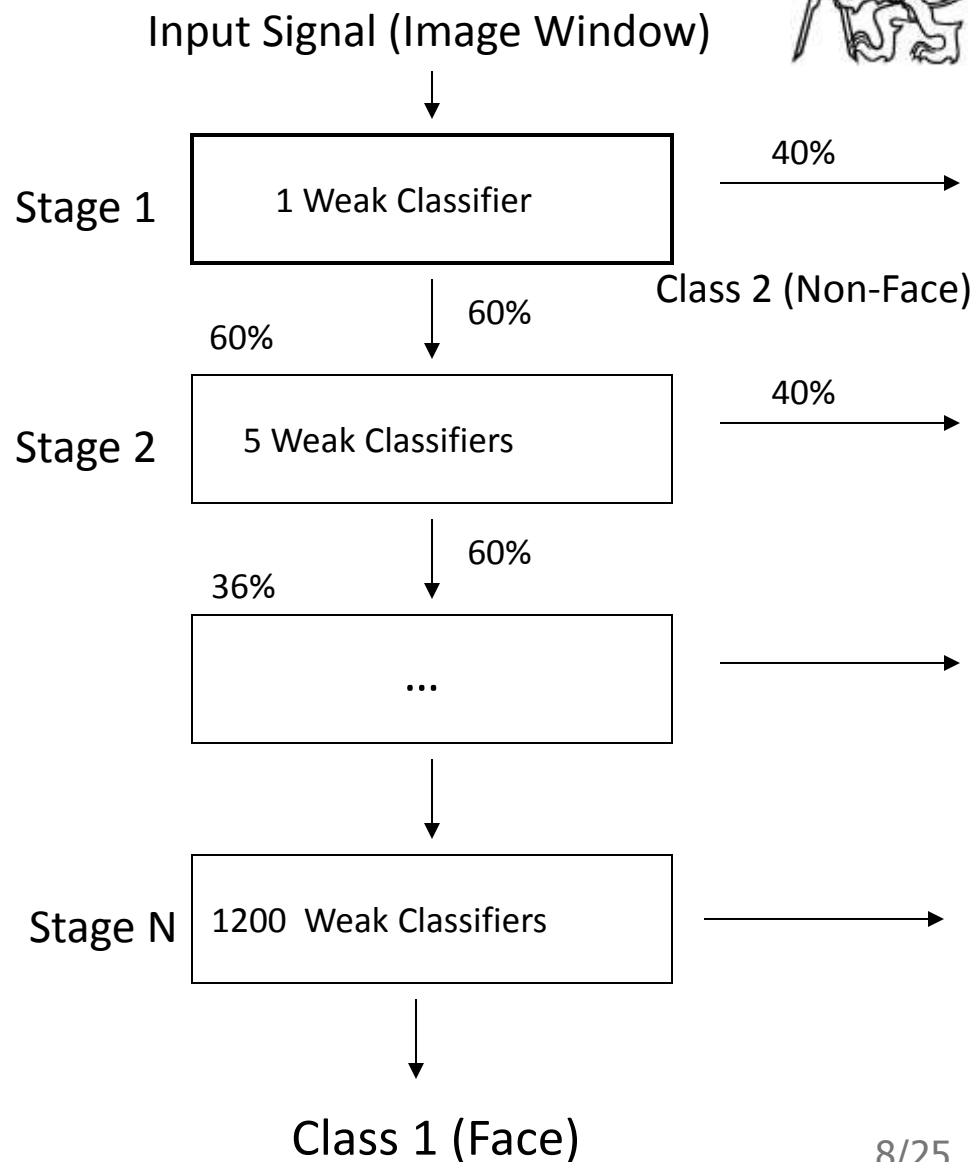 Input Signal (Image Window)
40%
Stage 1
1 Weak Classifier
Class 2 (Non-Face)
60%
60%
40%
Stage 2
5 Weak Classifiers
60%
36%
...
Stage N
1200 Weak Classifiers
Class 1 (Face)
8/25